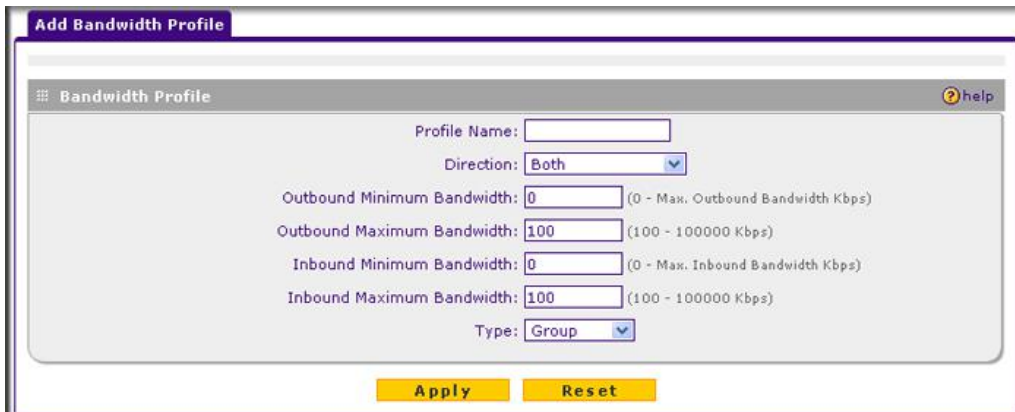 Add Bandwidth Profile
Bandwidth Profile
help
Profile Name:
Direction: Both
Outbound Minimum Bandwidth: 0 (0 - Max. Outbound Bandwidth Kbps)
Outbound Maximum Bandwidth: 100 (100 - 100000 Kbps)
Inbound Minimum Bandwidth: 0 (0 - Max. Inbound Bandwidth Kbps)
Inbound Maximum Bandwidth: 100 (100 - 100000 Kbps)
Type: Group
Apply Reset